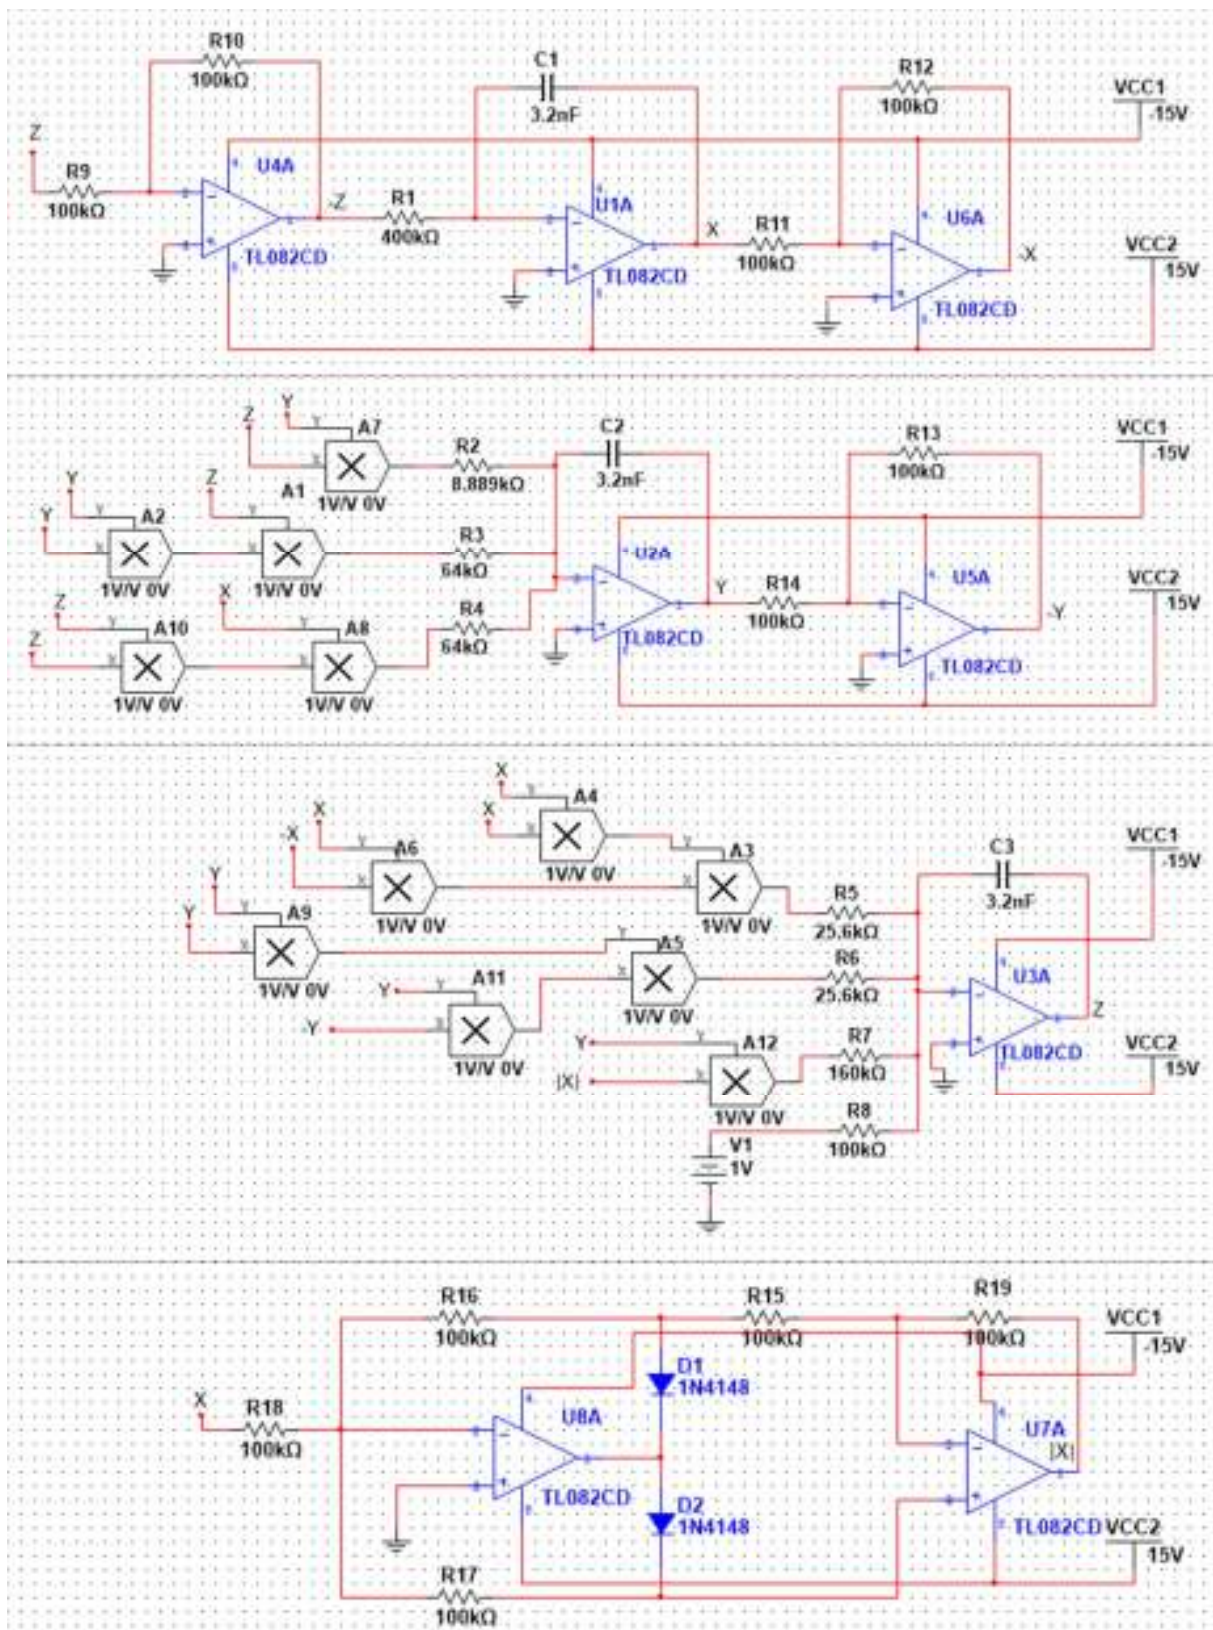 R10
100kΩ
C1
3.2nF
R12
100kΩ
VCC1
-15V
Z
R9
100kΩ
U4A
TL082CD
-Z
R1
400kΩ
U1A
TL082CD
X
R11
100kΩ
U6A
TL082CD
-X
VCC2
15V
Z
Y
A7
1V/V 0V
R2
8.889kΩ
C2
3.2nF
R13
100kΩ
VCC1
-15V
Y
Y
A2
1V/V 0V
Z
A1
1V/V 0V
R3
64kΩ
U2A
TL082CD
Y
R14
100kΩ
U5A
TL082CD
-Y
VCC2
15V
Z
Z
A10
1V/V 0V
X
A8
1V/V 0V
R4
64kΩ
X
X
A4
1V/V 0V
X
-X
A6
1V/V 0V
A3
1V/V 0V
R5
25.6kΩ
C3
3.2nF
VCC1
-15V
Y
Y
A9
1V/V 0V
A5
1V/V 0V
R6
25.6kΩ
U3A
TL082CD
Z
Y
-Y
A11
1V/V 0V
Y
|X|
A12
1V/V 0V
R7
160kΩ
VCC2
15V
R8
100kΩ
V1
1V
R16
100kΩ
R15
100kΩ
R19
100kΩ
VCC1
-15V
D1
1N4148
X
R18
100kΩ
U8A
TL082CD
U7A
|X|
TL082CD
D2
1N4148
VCC2
15V
R17
100kΩ